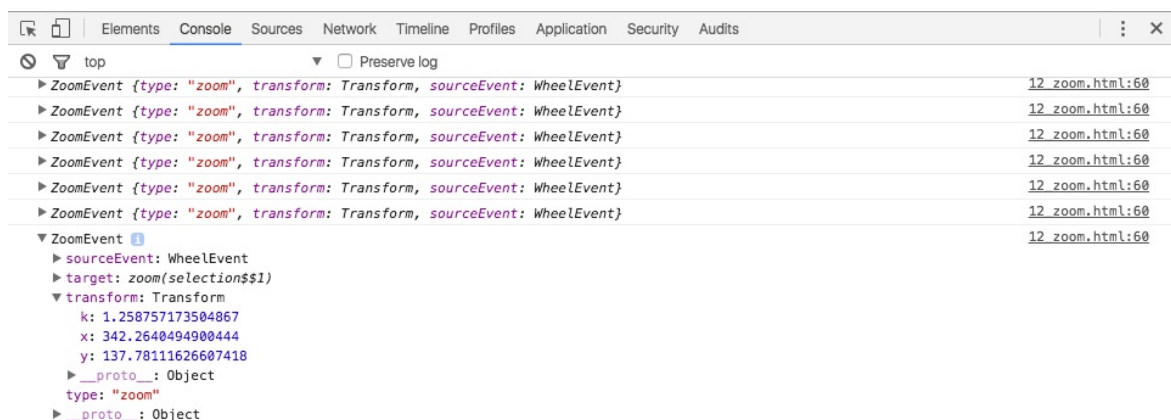 Elements Console Sources Network Timeline Profiles Application Security Audits
top Preserve log
ZoomEvent {type: "zoom", transform: Transform, sourceEvent: WheelEvent} 12_zoom.html:60
ZoomEvent {type: "zoom", transform: Transform, sourceEvent: WheelEvent} 12_zoom.html:60
ZoomEvent {type: "zoom", transform: Transform, sourceEvent: WheelEvent} 12_zoom.html:60
ZoomEvent {type: "zoom", transform: Transform, sourceEvent: WheelEvent} 12_zoom.html:60
ZoomEvent {type: "zoom", transform: Transform, sourceEvent: WheelEvent} 12_zoom.html:60
ZoomEvent {type: "zoom", transform: Transform, sourceEvent: WheelEvent} 12_zoom.html:60
ZoomEvent i 12_zoom.html:60
sourceEvent: WheelEvent
target: zoom(selection$$1)
transform: Transform
k: 1.258757173504867
x: 342.2640494900444
y: 137.78111626607418
__proto__: Object
type: "zoom"
__proto__: Object